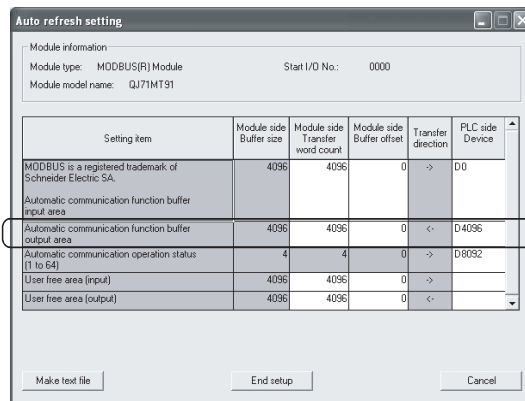 Auto refresh setting
Module information
Module type: MODBUS(R) Module Start I/O No.: 0000
Module model name: QJ71MT91
Setting item Module side Buffer size Module side Transfer word count Module side Buffer offset Transfer direction PLC side Device
MODBUS is a registered trademark of
Schneider Electric SA.
Automatic communication function buffer
input area 4096 4096 0 -> D0
Automatic communication function buffer
output area 4096 4096 0 <- D4096
Automatic communication operation status
(1 to 64) 4 4 0 -> D8092
User free area (input) 4096 4096 0 ->
User free area (output) 4096 4096 0 <-
Make text file End setup Cancel